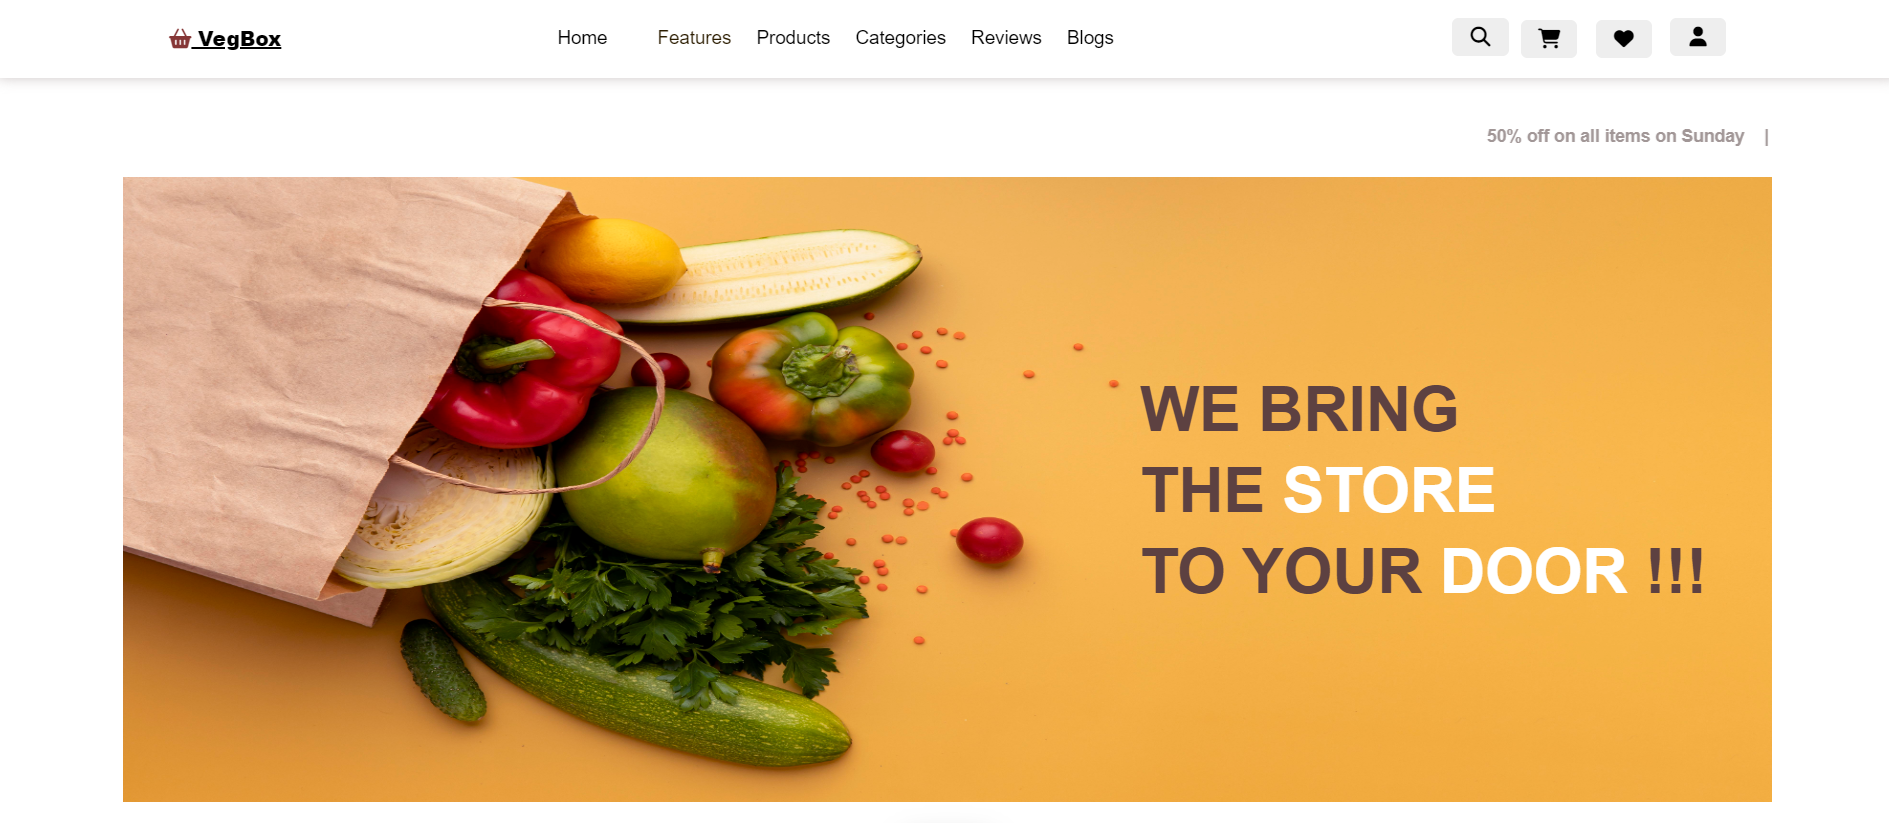 VegBox
Home Features Products Categories Reviews Blogs
50% off on all items on Sunday |
WE BRING
THE STORE
TO YOUR DOOR !!!